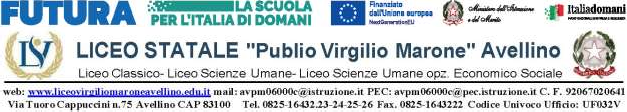 FUTURA
LA SCUOLA
PER L'ITALIA DI DOMANI
Finanziato
dall'Unione europea
NextGenerationEU
Ministero dell'Istruzione
e del Merito
Italiadomani
LSV
LICEO STATALE "Publio Virgilio Marone" Avellino
Liceo Classico- Liceo Scienze Umane- Liceo Scienze Umane opz. Economico Sociale
web: www.liceovirgiliomaroneavellino.edu.it mail: avpm06000c@istruzione.it PEC: avpm06000c@pec.istruzione.it C. F. 92067020641
Via Tuoro Cappuccini n.75 Avellino CAP 83100 Tel. 0825-16432.23-24-25-26 Fax. 0825-1643222 Codice Univoco Ufficio: UF032V